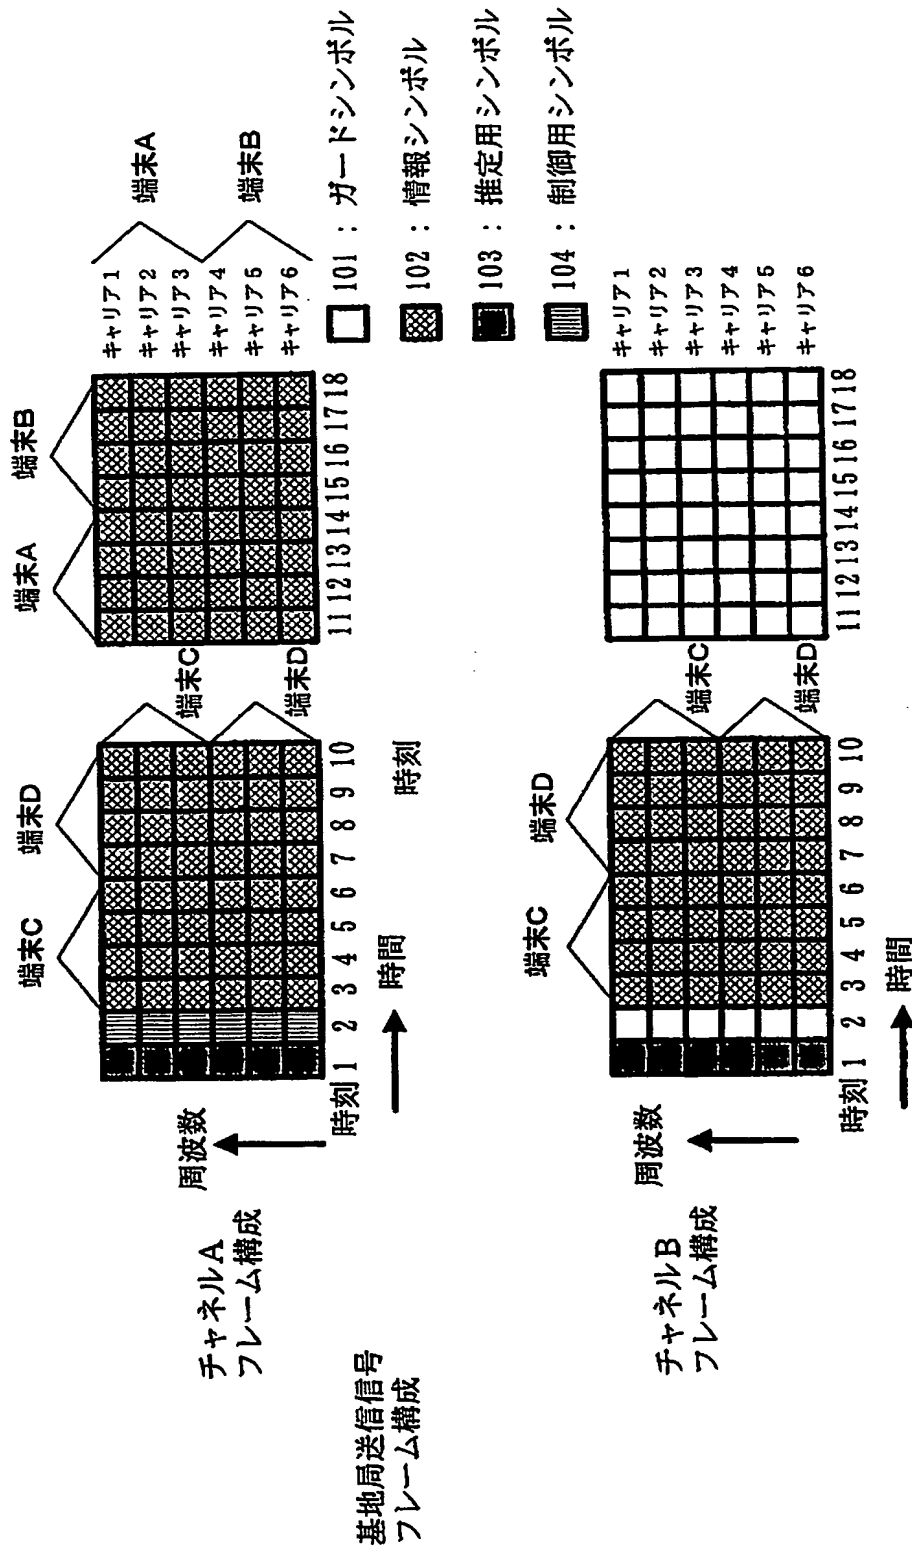 基地局送信信号
フレーム構成
チャネルA
フレーム構成
周波数
端末C
端末D
端末A
端末B
キャリア1
キャリア2
キャリア3
キャリア4
キャリア5
キャリア6
端末A
端末B
端末C
端末D
時刻 1 2 3 4 5 6 7 8 9 10 11 12 13 14 15 16 17 18
時間
時刻
101 : ガードシンボル
102 : 情報シンボル
103 : 推定用シンボル
104 : 制御用シンボル
チャネルB
フレーム構成
周波数
端末C
端末D
端末C
端末D
キャリア1
キャリア2
キャリア3
キャリア4
キャリア5
キャリア6
時刻 1 2 3 4 5 6 7 8 9 10 11 12 13 14 15 16 17 18
時間